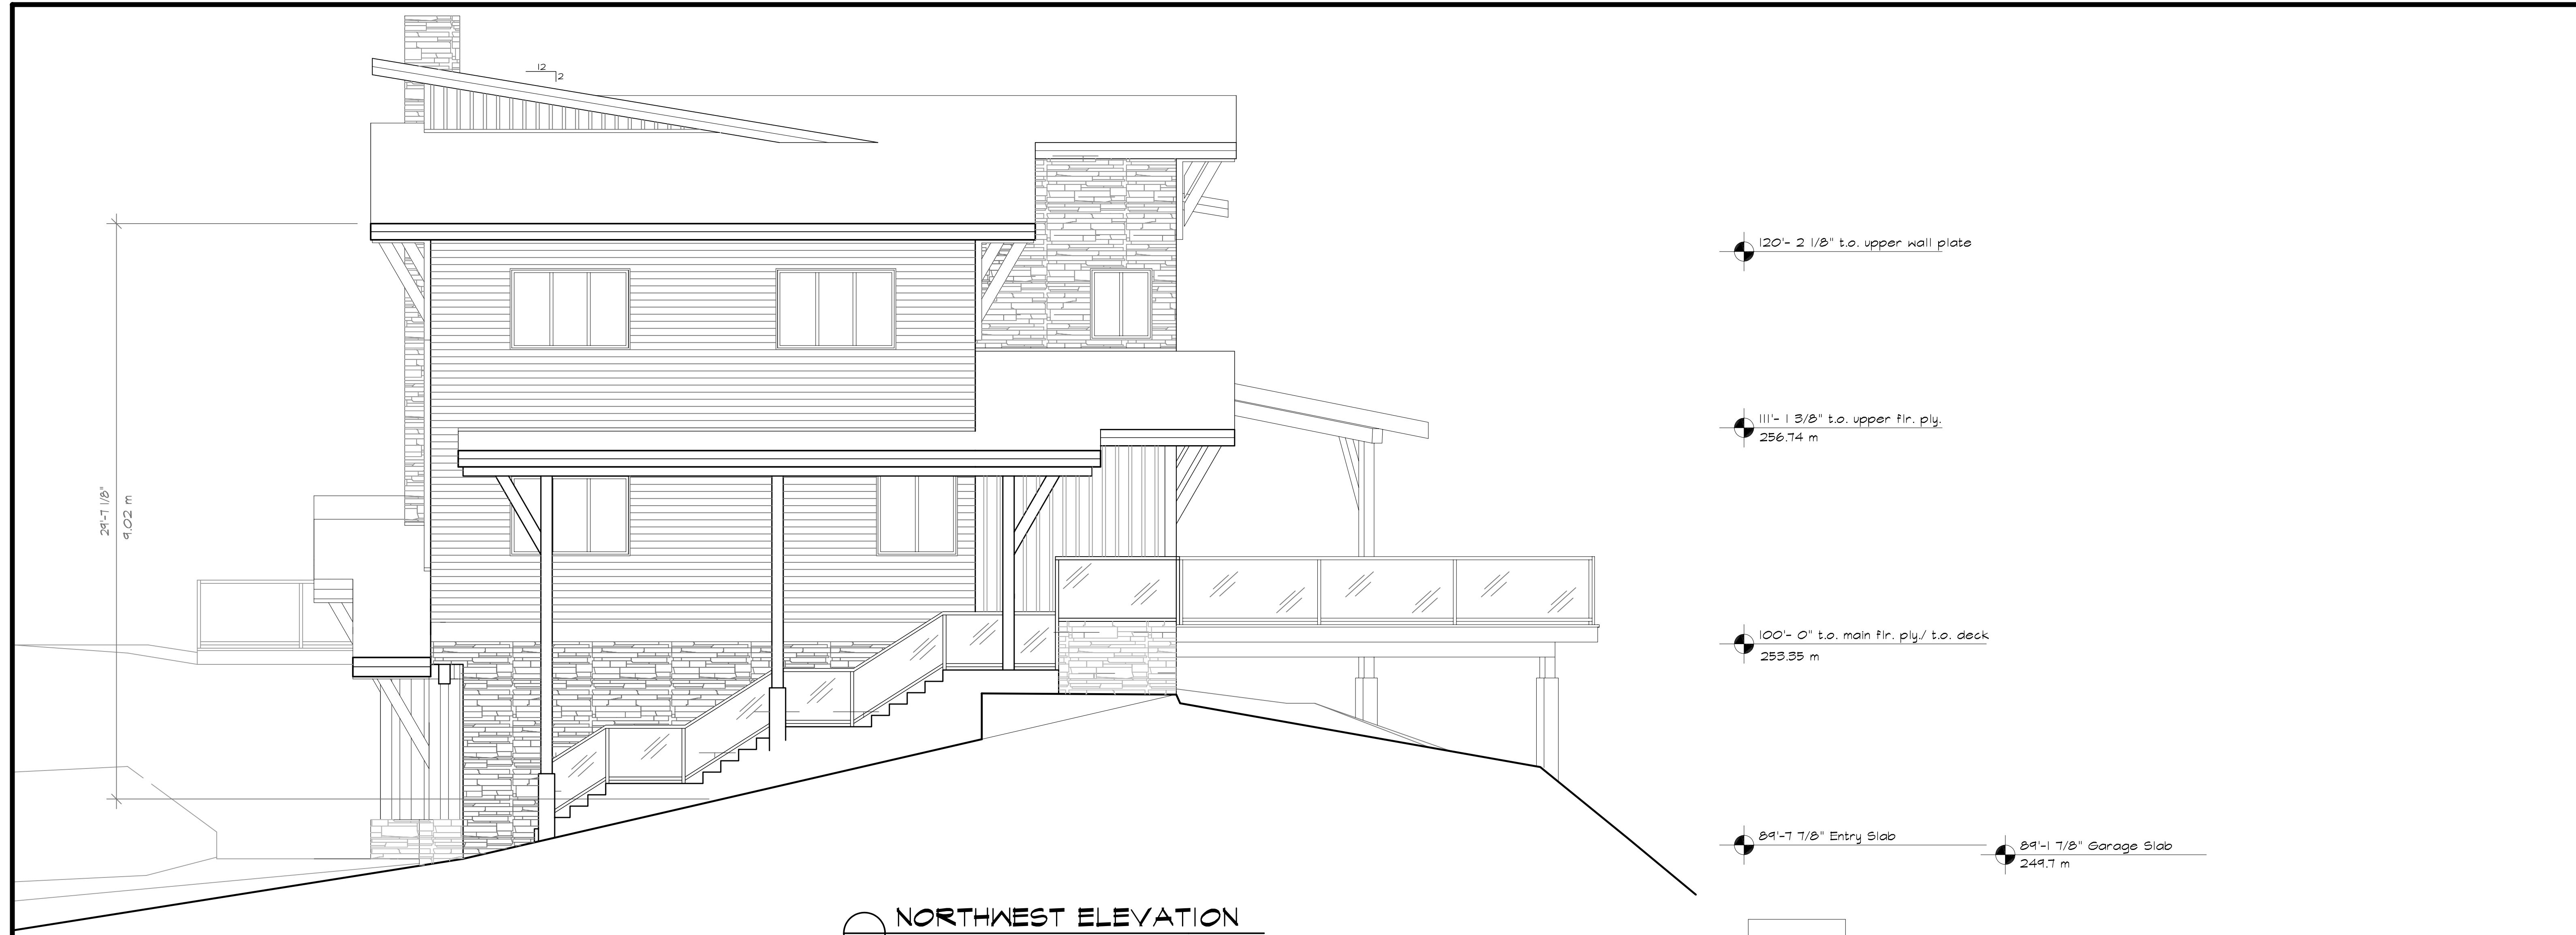 12
2
120'- 2 1/8" t.o. upper wall plate
111'- 1 3/8" t.o. upper flr. ply.
256.74 m
29'-7 1/8"
9.02 m
100'- 0" t.o. main flr. ply./ t.o. deck
253.35 m
89'-7 7/8" Entry Slab
89'-1 7/8" Garage Slab
249.7 m
NORTHWEST ELEVATION